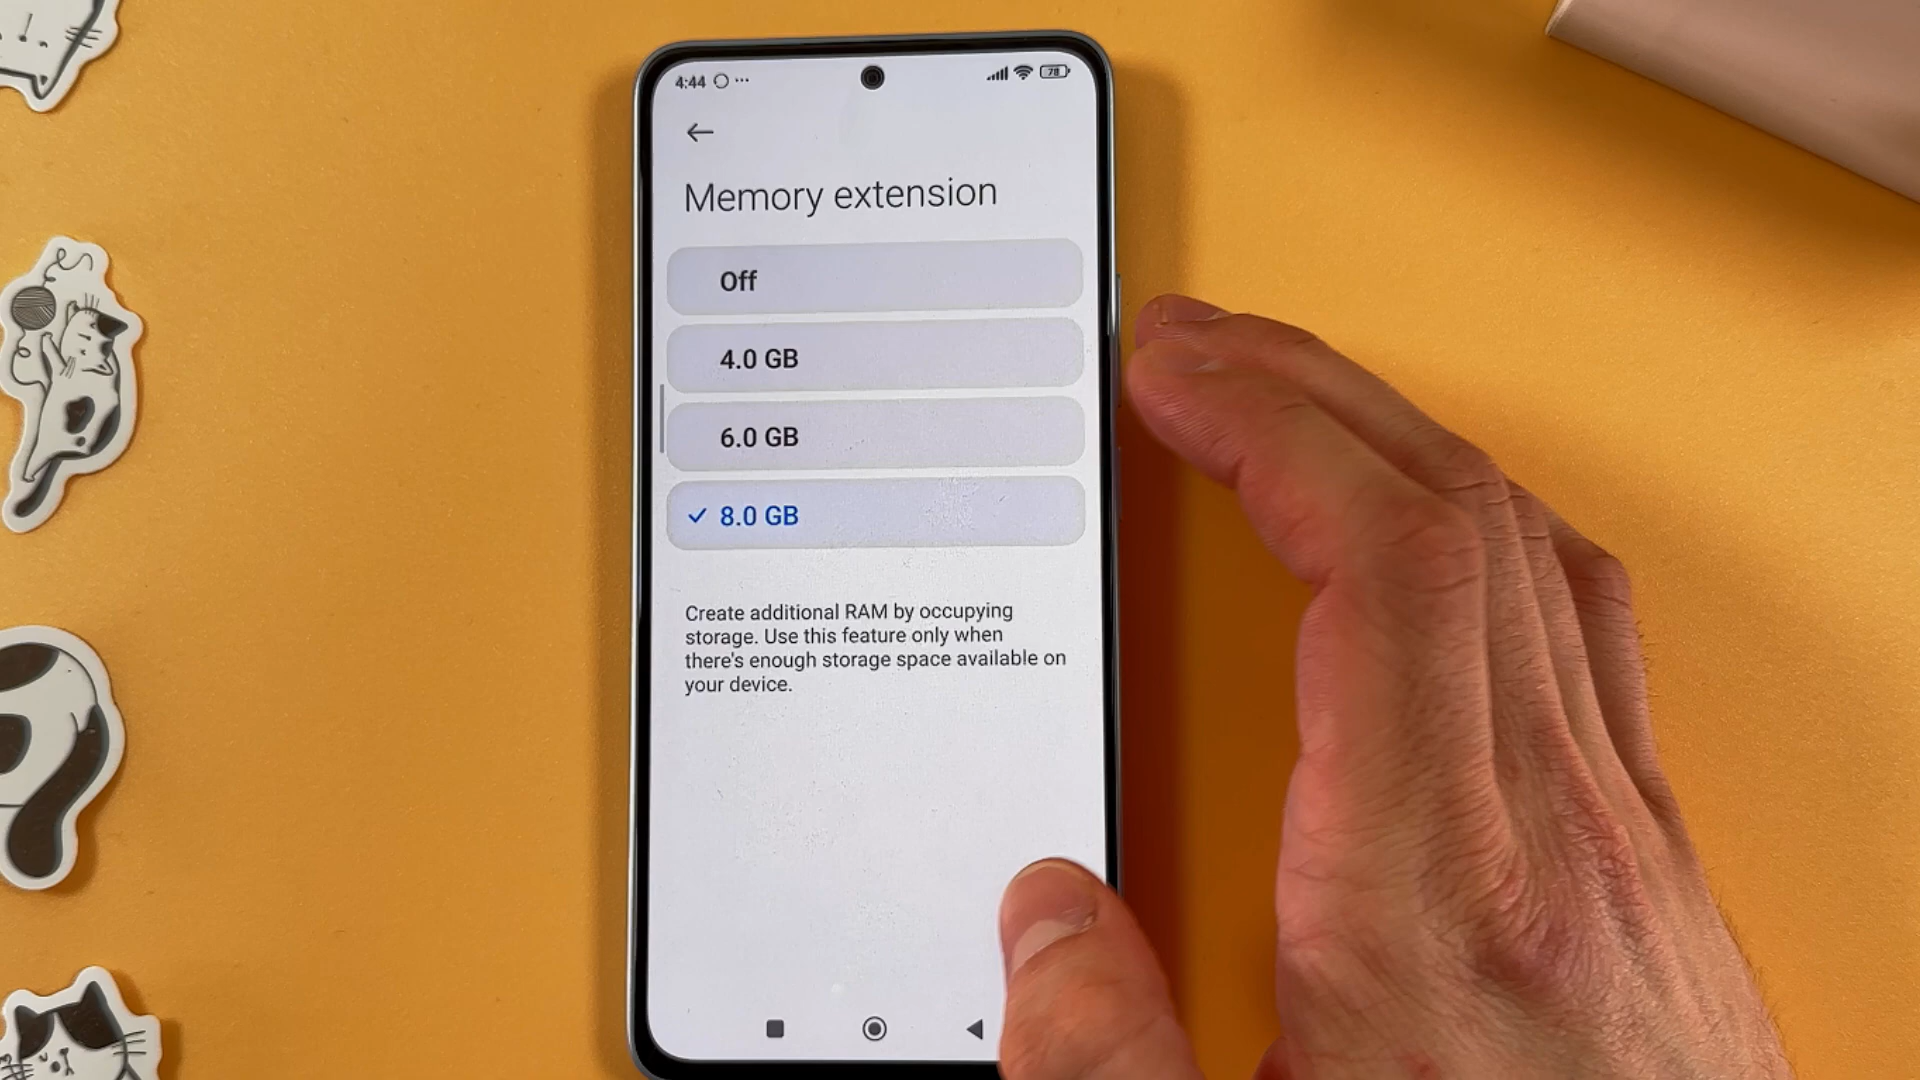 4:44
78
Memory extension
Off
4.0 GB
6.0 GB
8.0 GB
Create additional RAM by occupying
storage. Use this feature only when
there's enough storage space available on
your device.